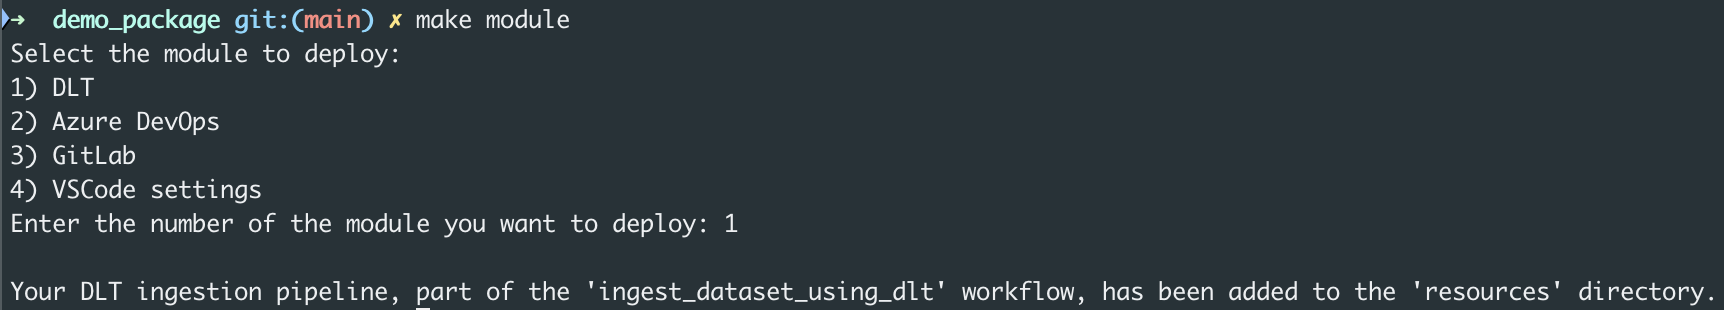 ➜  demo_package git:(main) ✗ make module
Select the module to deploy:
1) DLT
2) Azure DevOps
3) GitLab
4) VSCode settings
Enter the number of the module you want to deploy: 1
Your DLT ingestion pipeline, part of the 'ingest_dataset_using_dlt' workflow, has been added to the 'resources' directory.